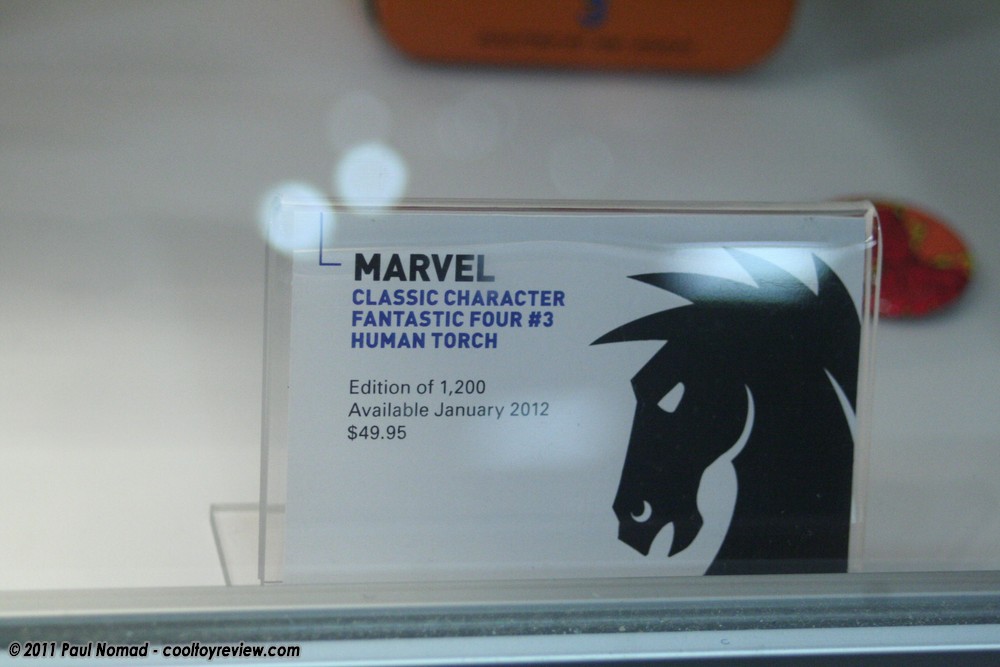 MARVEL
CLASSIC CHARACTER
FANTASTIC FOUR #3
HUMAN TORCH
Edition of 1,200
Available January 2012
$49.95
© 2011 Paul Nomad - cooltoyreview.com